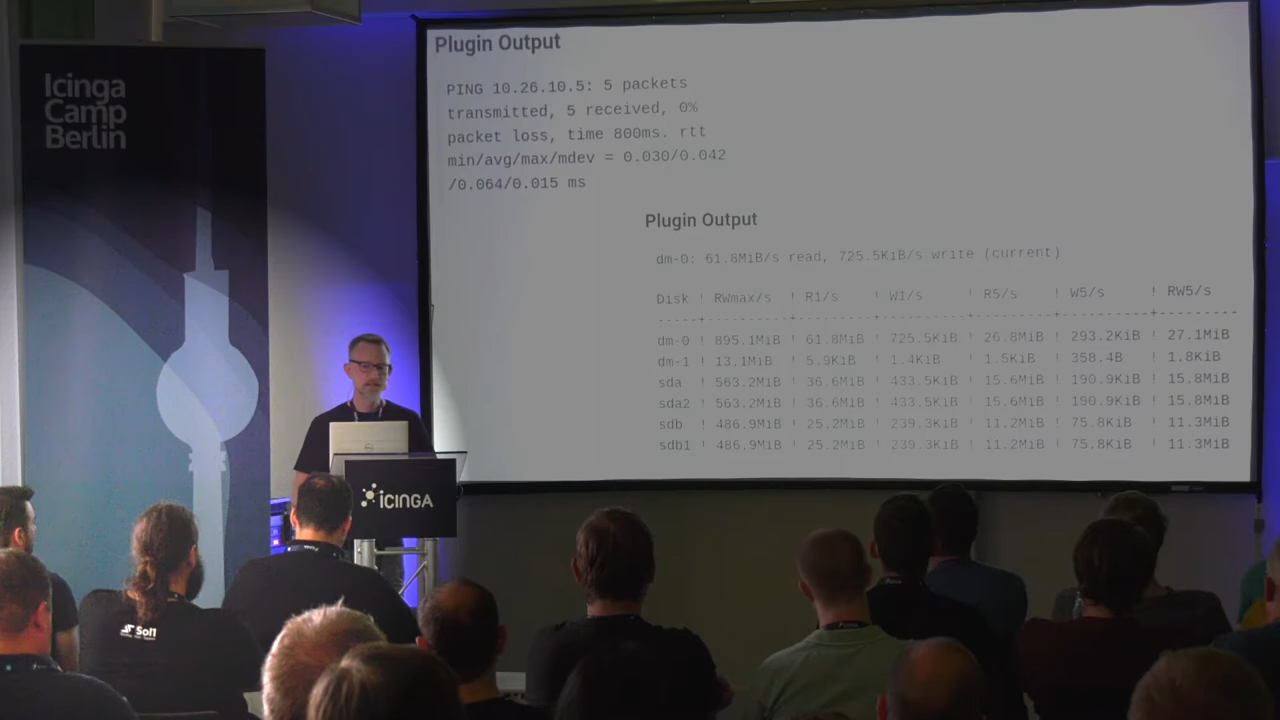 Icinga
Camp
Berlin
Plugin Output
PING 10.26.10.5: 5 packets
transmitted, 5 received, 0%
packet loss, time 800ms. rtt
min/avg/max/mdev = 0.030/0.042
/0.064/0.015 ms
Plugin Output
dm-0: 61.8MiB/s read, 725.5KiB/s write (current)
Disk ! RWmax/s ! R1/s ! W1/s ! R5/s ! W5/s ! RW5/s
-----+----------+---------+----------+---------+----------+---------
dm-0 ! 895.1MiB ! 61.8MiB ! 725.5KiB ! 26.8MiB ! 293.2KiB ! 27.1MiB
dm-1 ! 13.1MiB ! 5.9KiB ! 1.4KiB ! 1.5KiB ! 358.4B ! 1.8KiB
sda ! 563.2MiB ! 36.6MiB ! 433.5KiB ! 15.6MiB ! 190.9KiB ! 15.8MiB
sda2 ! 563.2MiB ! 36.6MiB ! 433.5KiB ! 15.6MiB ! 190.9KiB ! 15.8MiB
sdb ! 486.9MiB ! 25.2MiB ! 239.3KiB ! 11.2MiB ! 75.8KiB ! 11.3MiB
sdb1 ! 486.9MiB ! 25.2MiB ! 239.3KiB ! 11.2MiB ! 75.8KiB ! 11.3MiB
ICINGA